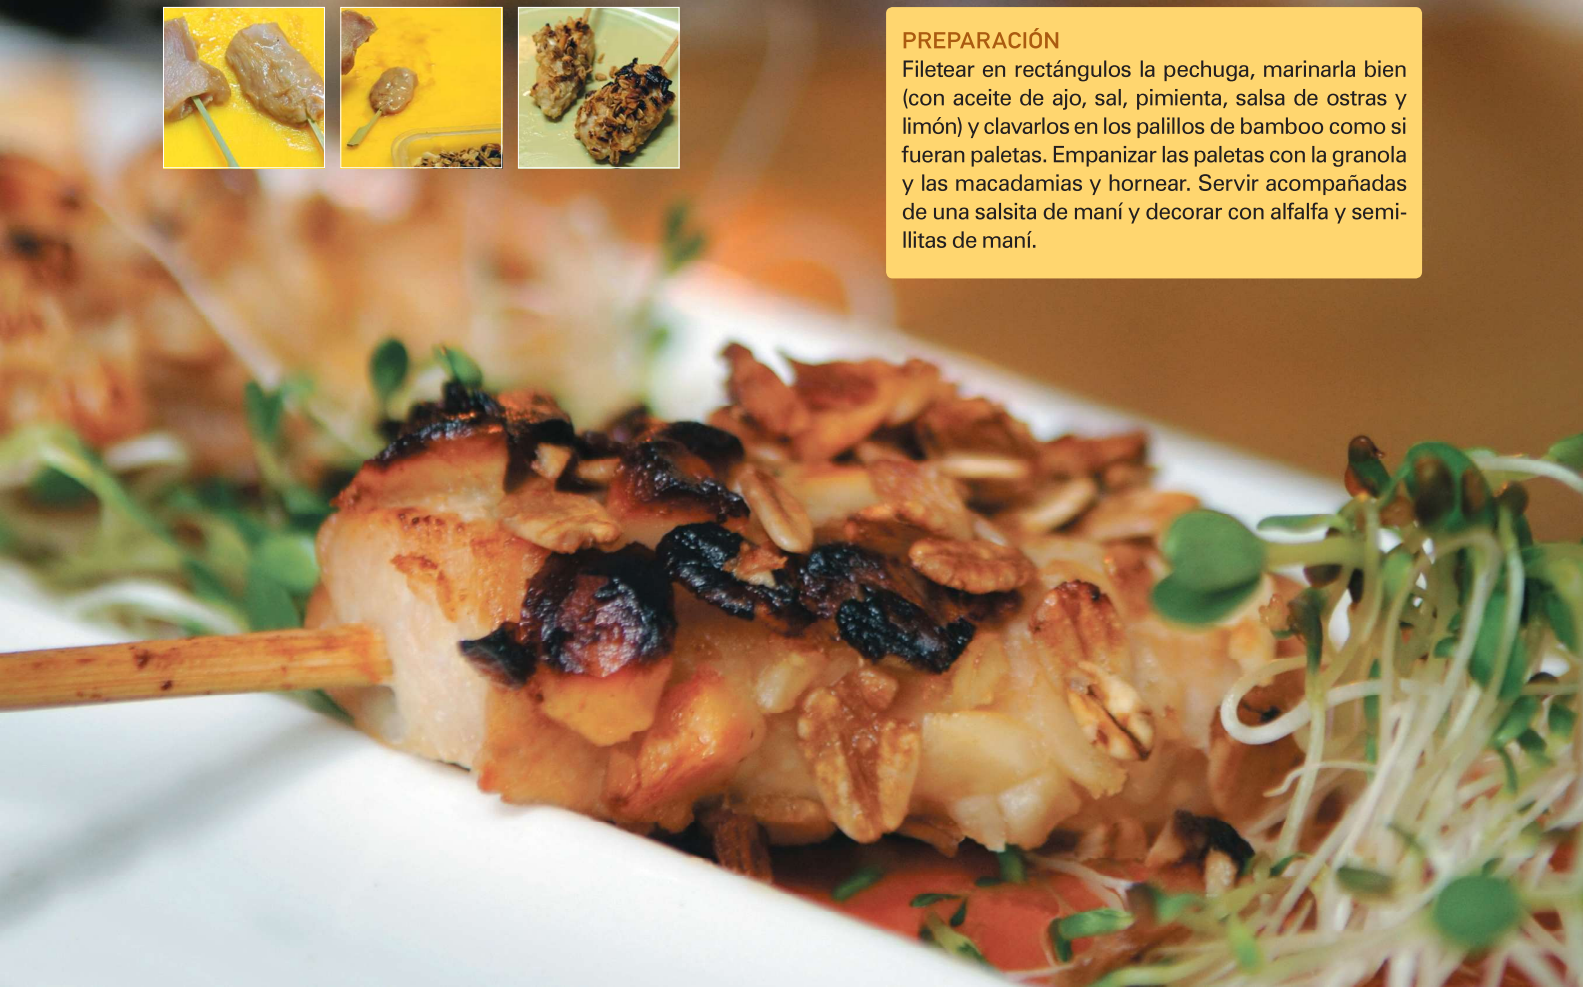 PREPARACIÓN
Filetear en rectángulos la pechuga, marinarla bien
(con aceite de ajo, sal, pimienta, salsa de ostras y
limón) y clavarlos en los palillos de bamboo como si
fueran paletas. Empanizar las paletas con la granola
y las macadamias y hornear. Servir acompañadas
de una salsita de maní y decorar con alfalfa y semi-
llitas de maní.